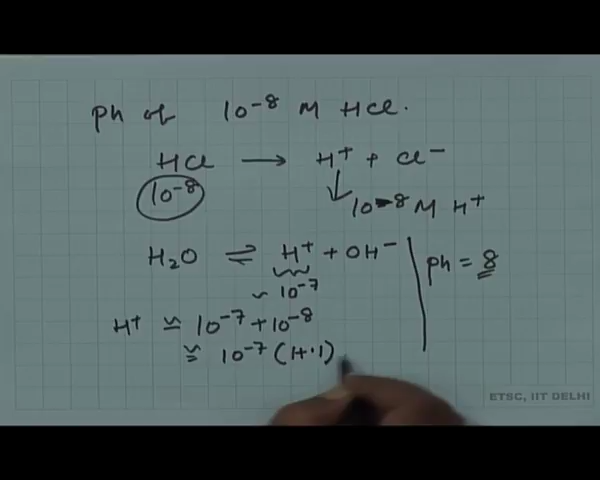 Ph of 10⁻⁸ M HCl.
HCl → H⁺ + Cl⁻
10⁻⁸
10-8 M H⁺
H₂O ⇌ H⁺ + OH⁻
Ph = 8
~ 10⁻⁷
H⁺ ≃ 10⁻⁷ + 10⁻⁸
≅ 10⁻⁷ (1+.1)
ETSC, IIT DELHI